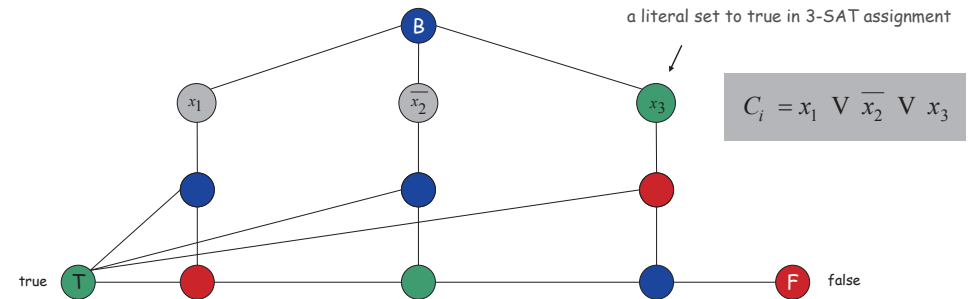 a literal set to true in 3-SAT assignment
B
x₁ x̅₂ x₃
Cᵢ = x₁ V x̅₂ V x₃
true T F false